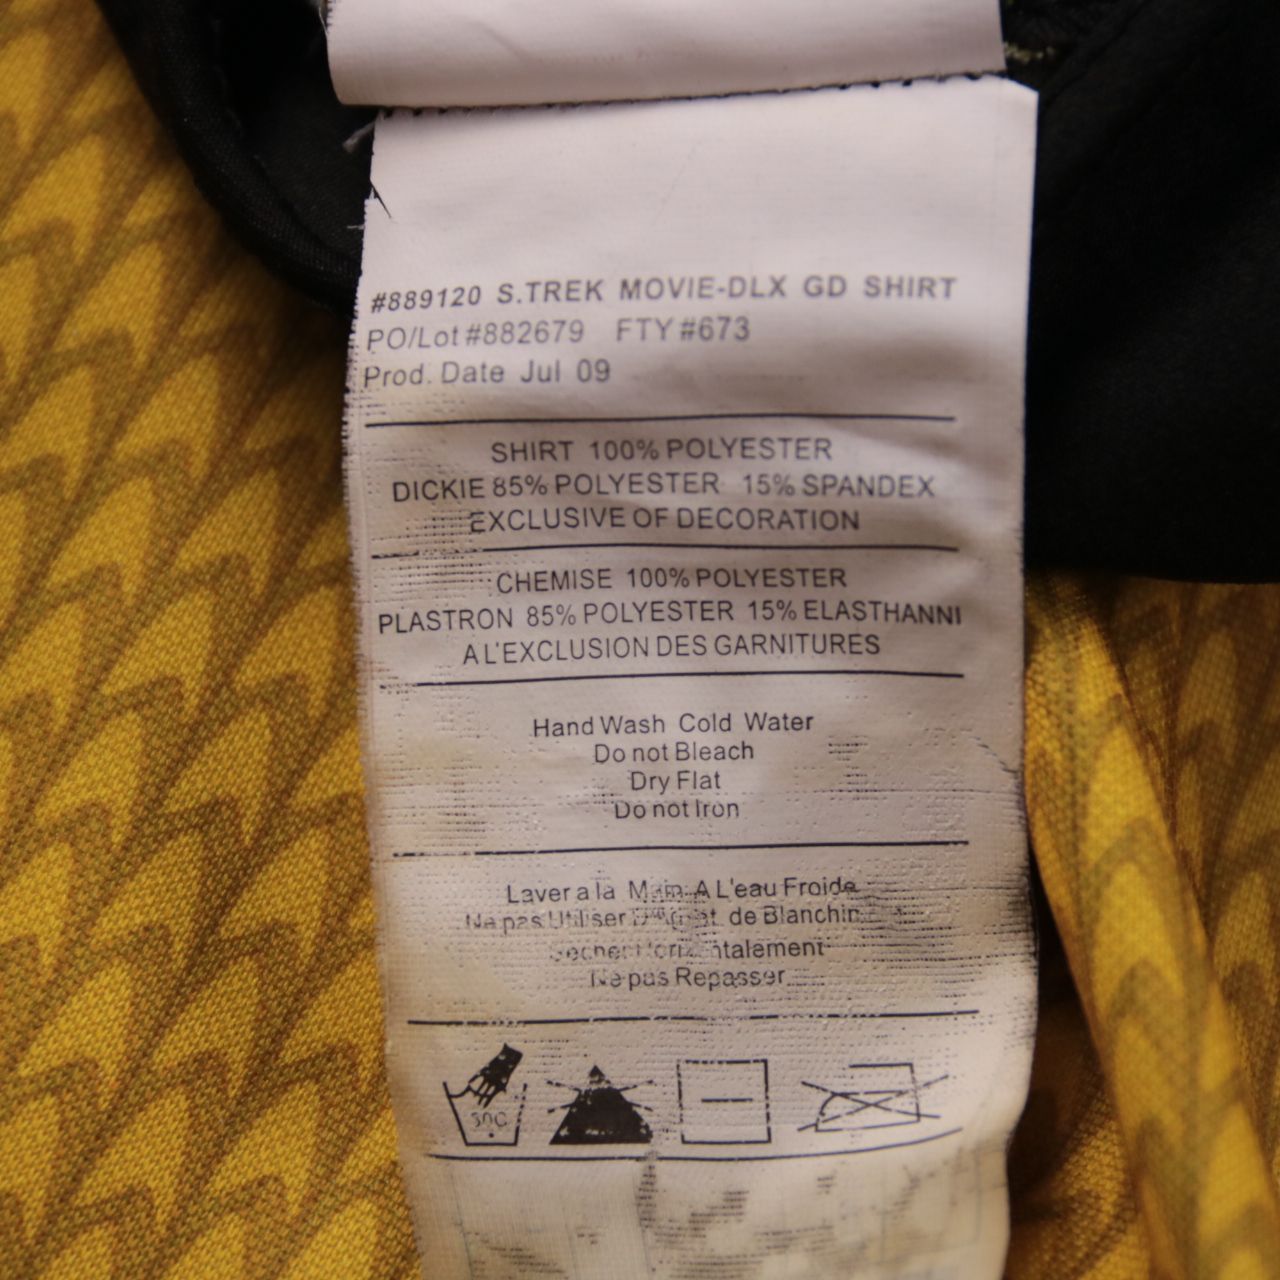 #889120 S.TREK MOVIE-DLX GD SHIRT
PO/Lot #882679 FTY #673
Prod. Date Jul 09
SHIRT 100% POLYESTER
DICKIE 85% POLYESTER 15% SPANDEX
EXCLUSIVE OF DECORATION
CHEMISE 100% POLYESTER
PLASTRON 85% POLYESTER 15% ELASTHANNI
A L'EXCLUSION DES GARNITURES
Hand Wash Cold Water
Do not Bleach
Dry Flat
Do not Iron
Laver a la Main A L'eau Froide
Ne pas Utiliser de Blanchir
Secher Horizontalement
Ne pas Repasser
30C